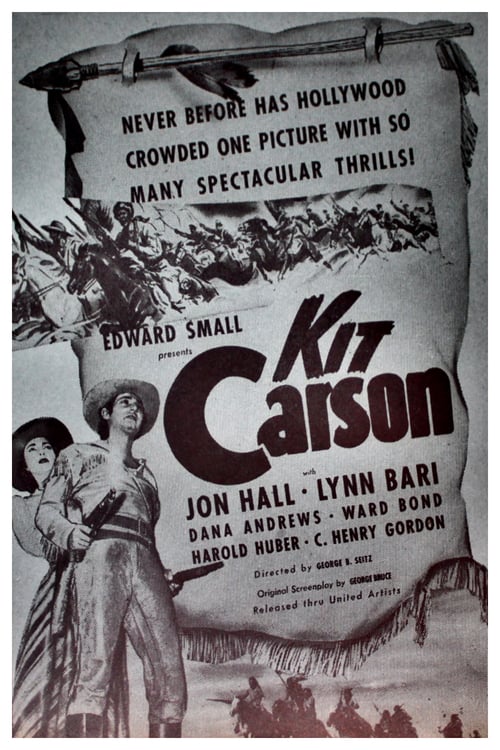 NEVER BEFORE HAS HOLLYWOOD
CROWDED ONE PICTURE WITH SO
MANY SPECTACULAR THRILLS!
EDWARD SMALL
presents
KIT
Carson
with
JON HALL · LYNN BARI
DANA ANDREWS · WARD BOND
HAROLD HUBER · C. HENRY GORDON
Directed by GEORGE B. SEITZ
Original Screenplay by GEORGE BRUCE
Released thru United Artists